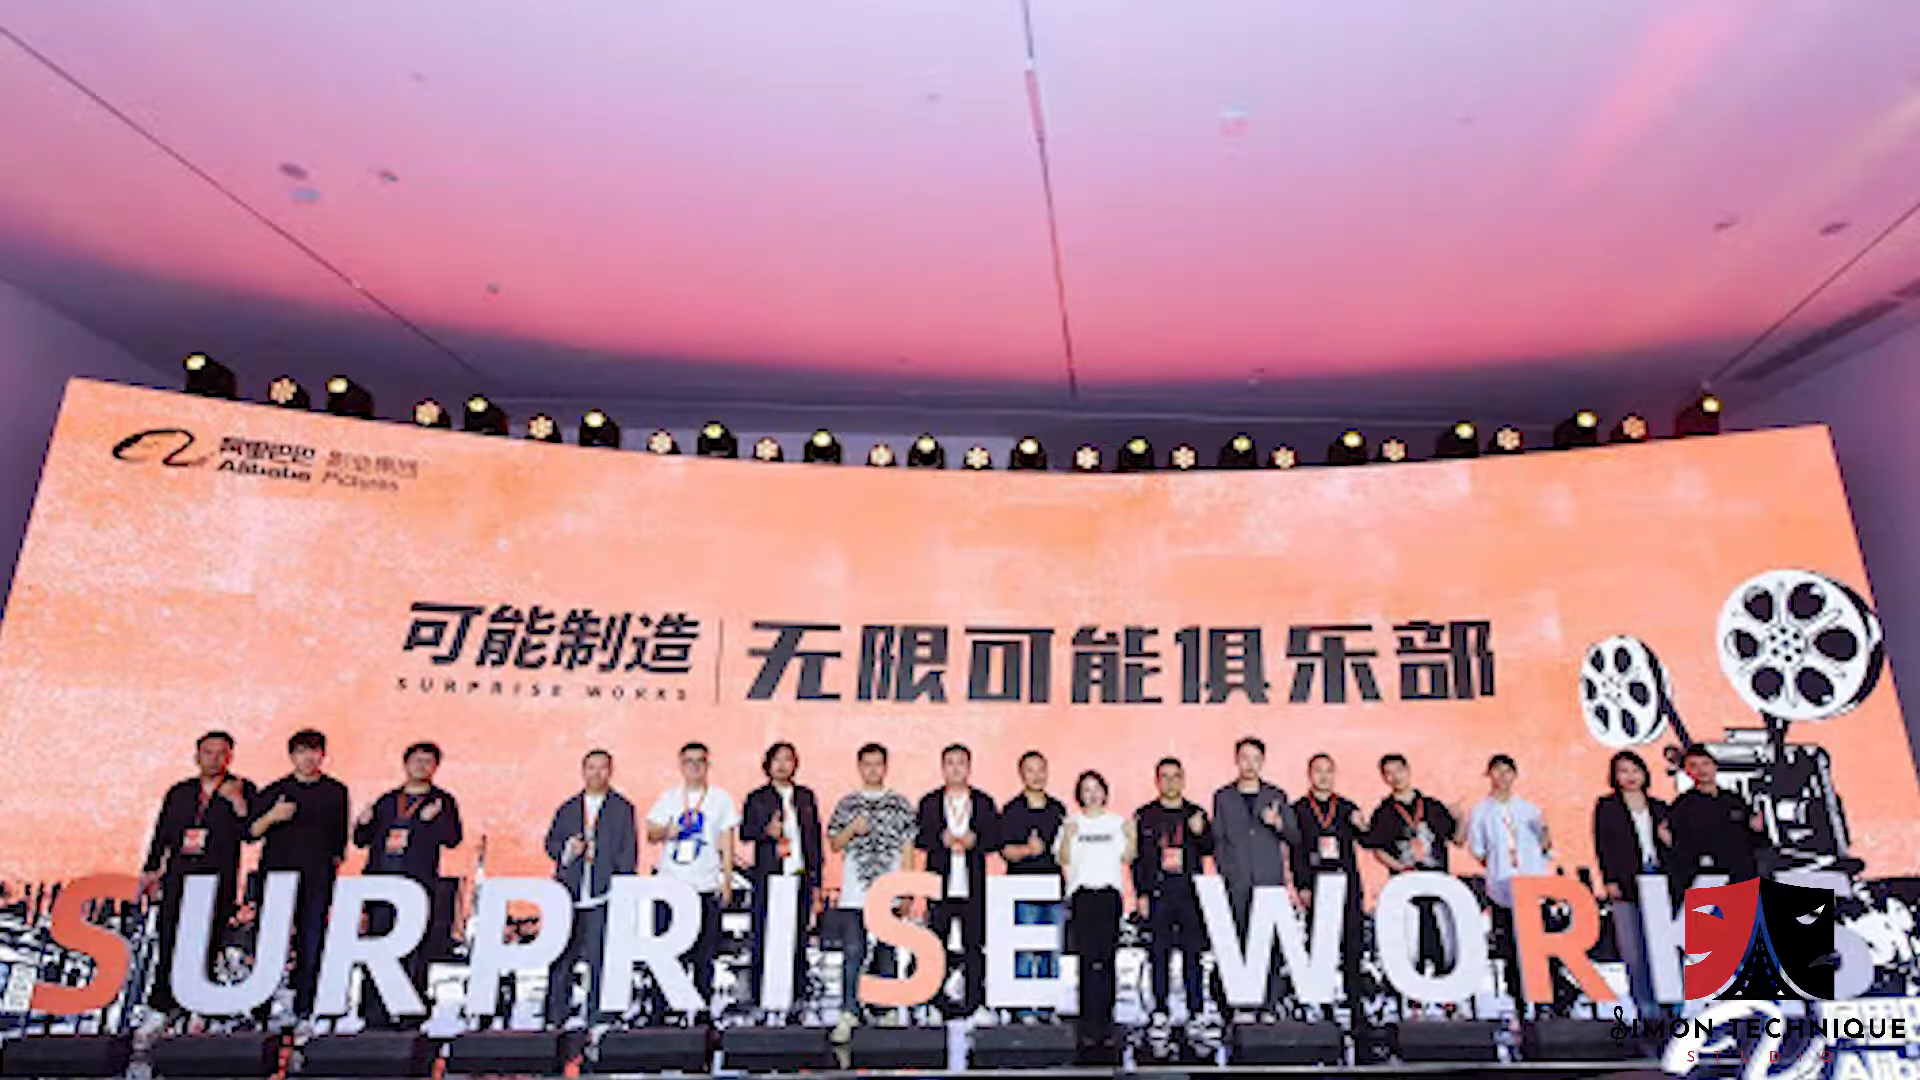 阿里巴巴 影业集团
Alibaba Pictures
可能制造
SURPRISE WORKS
无限可能俱乐部
SURPRISE WORKS
SIMON TECHNIQUE
STUDIO